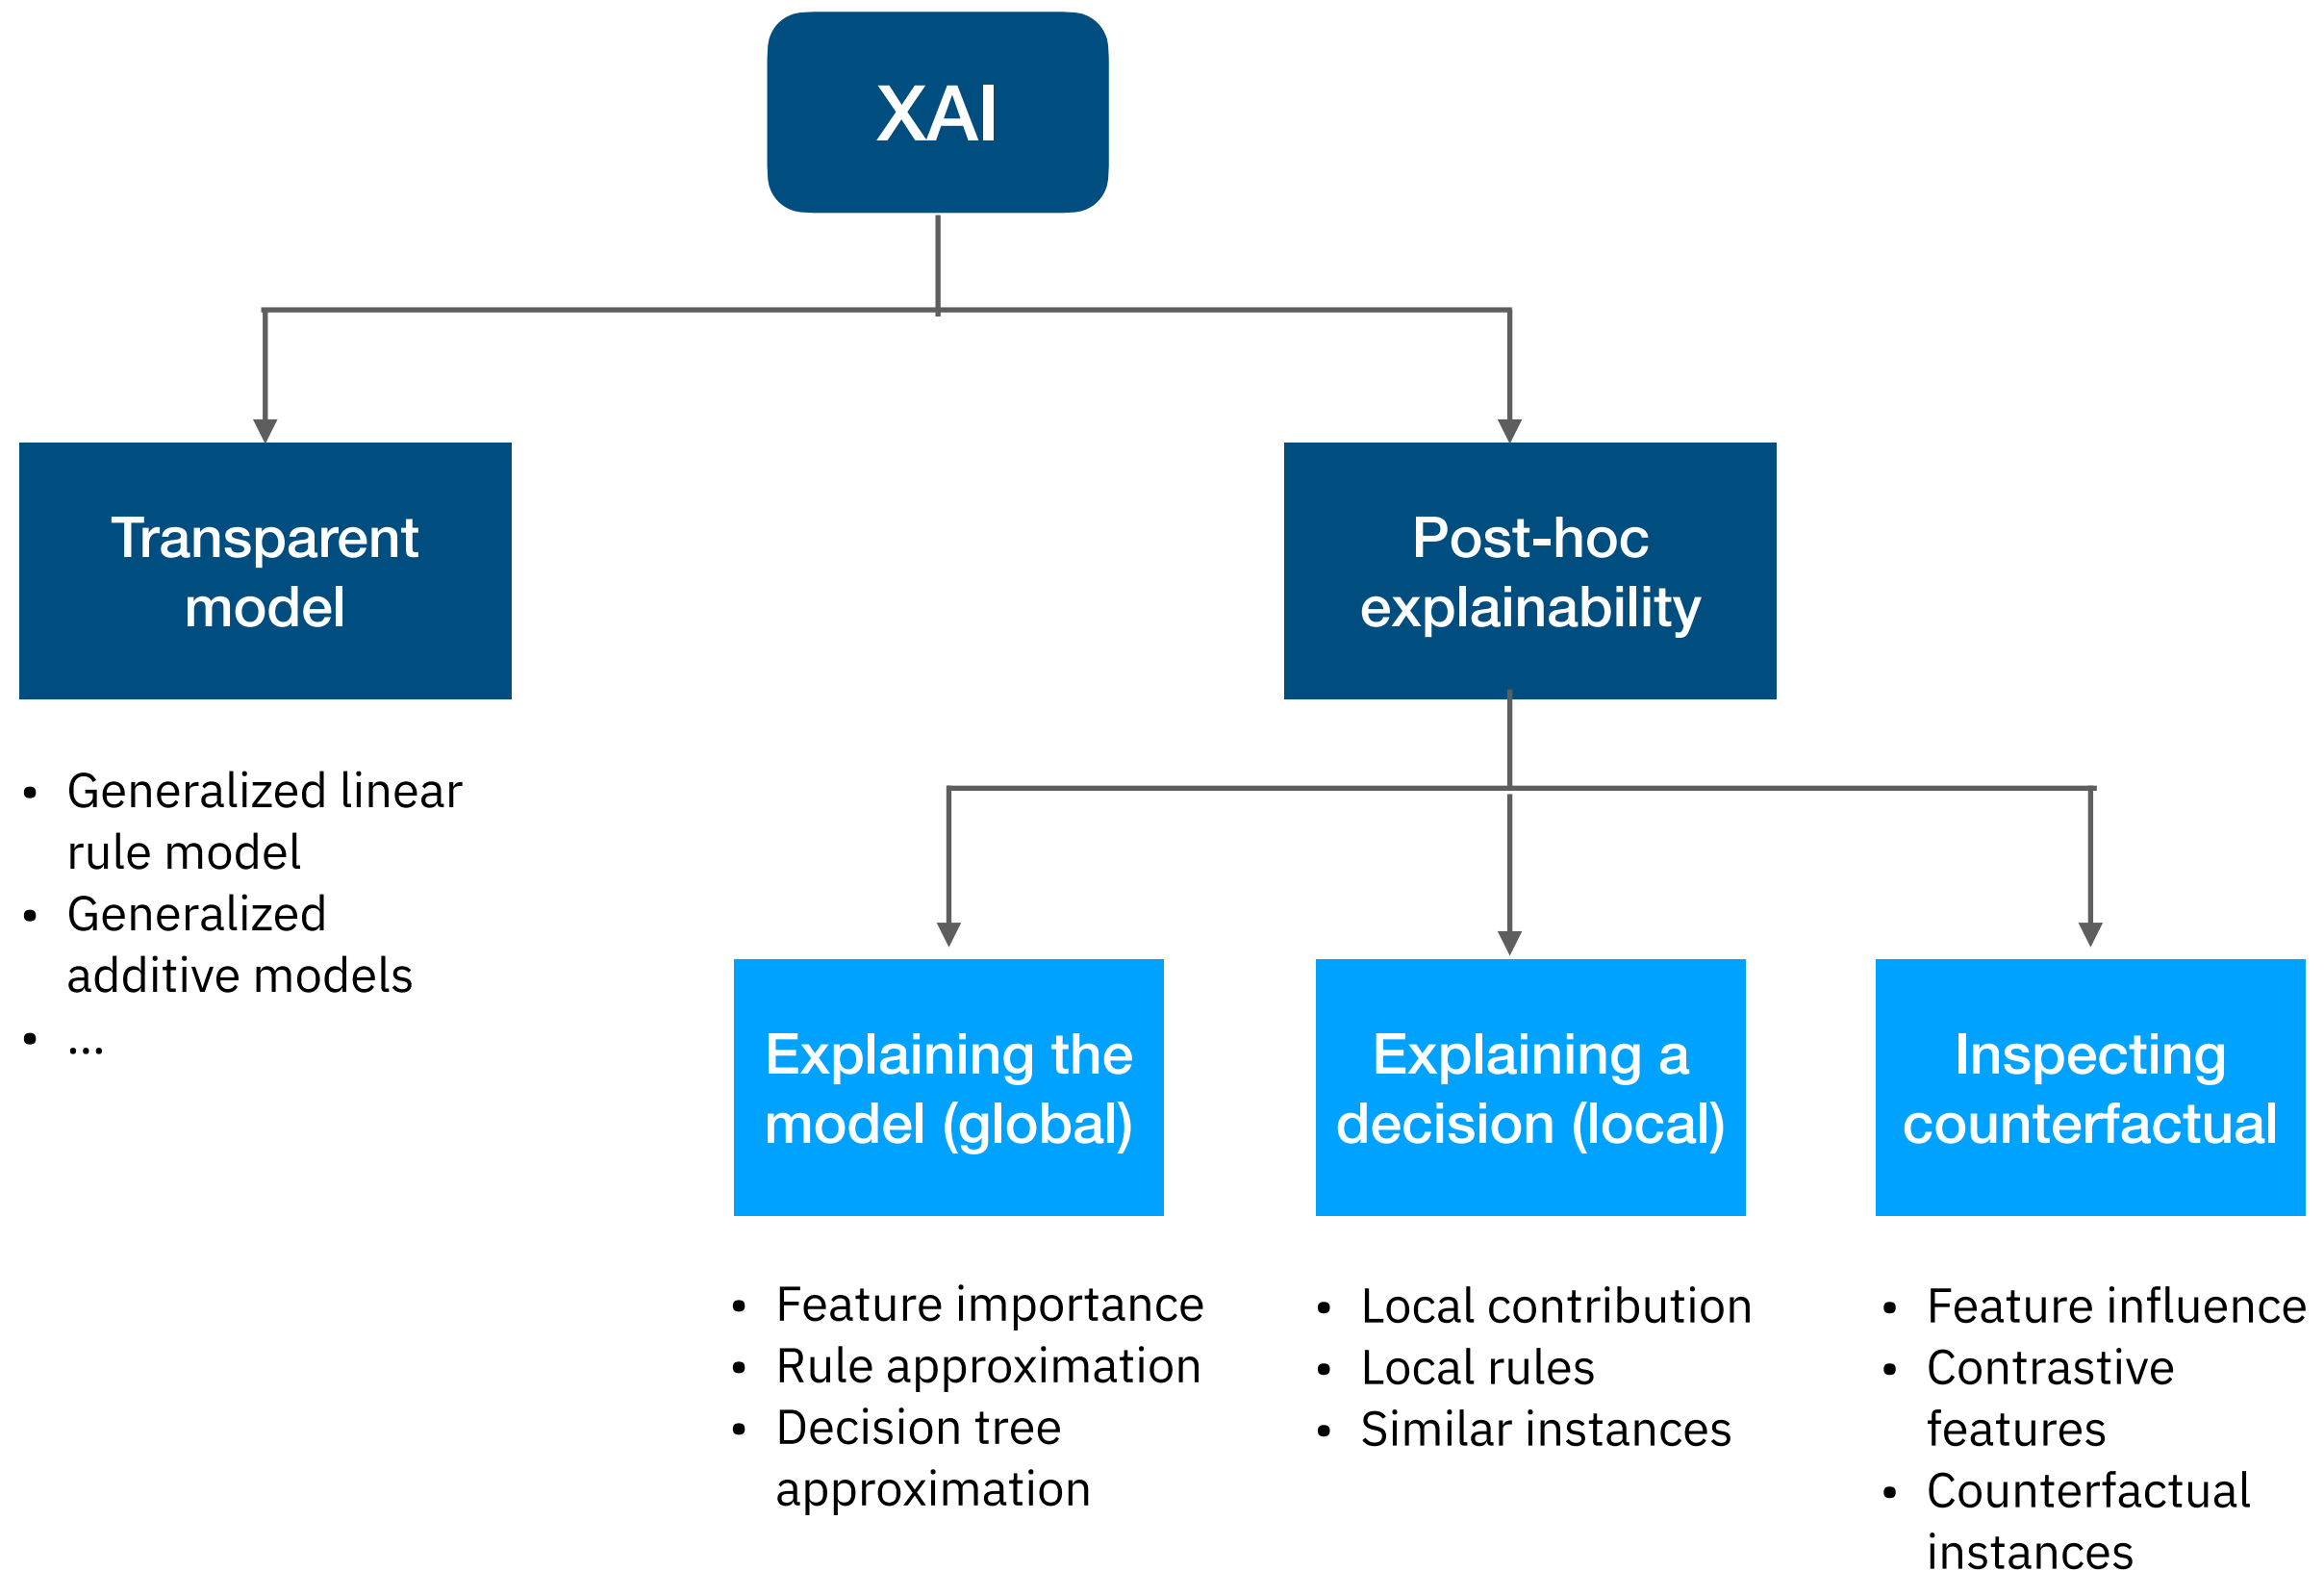 XAI
Transparent
model
Post-hoc
explainability
• Generalized linear
rule model
• Generalized
additive models
• ...
Explaining the
model (global)
Explaining a
decision (local)
Inspecting
counterfactual
• Feature importance
• Rule approximation
• Decision tree
approximation
• Local contribution
• Local rules
• Similar instances
• Feature influence
• Contrastive
features
• Counterfactual
instances